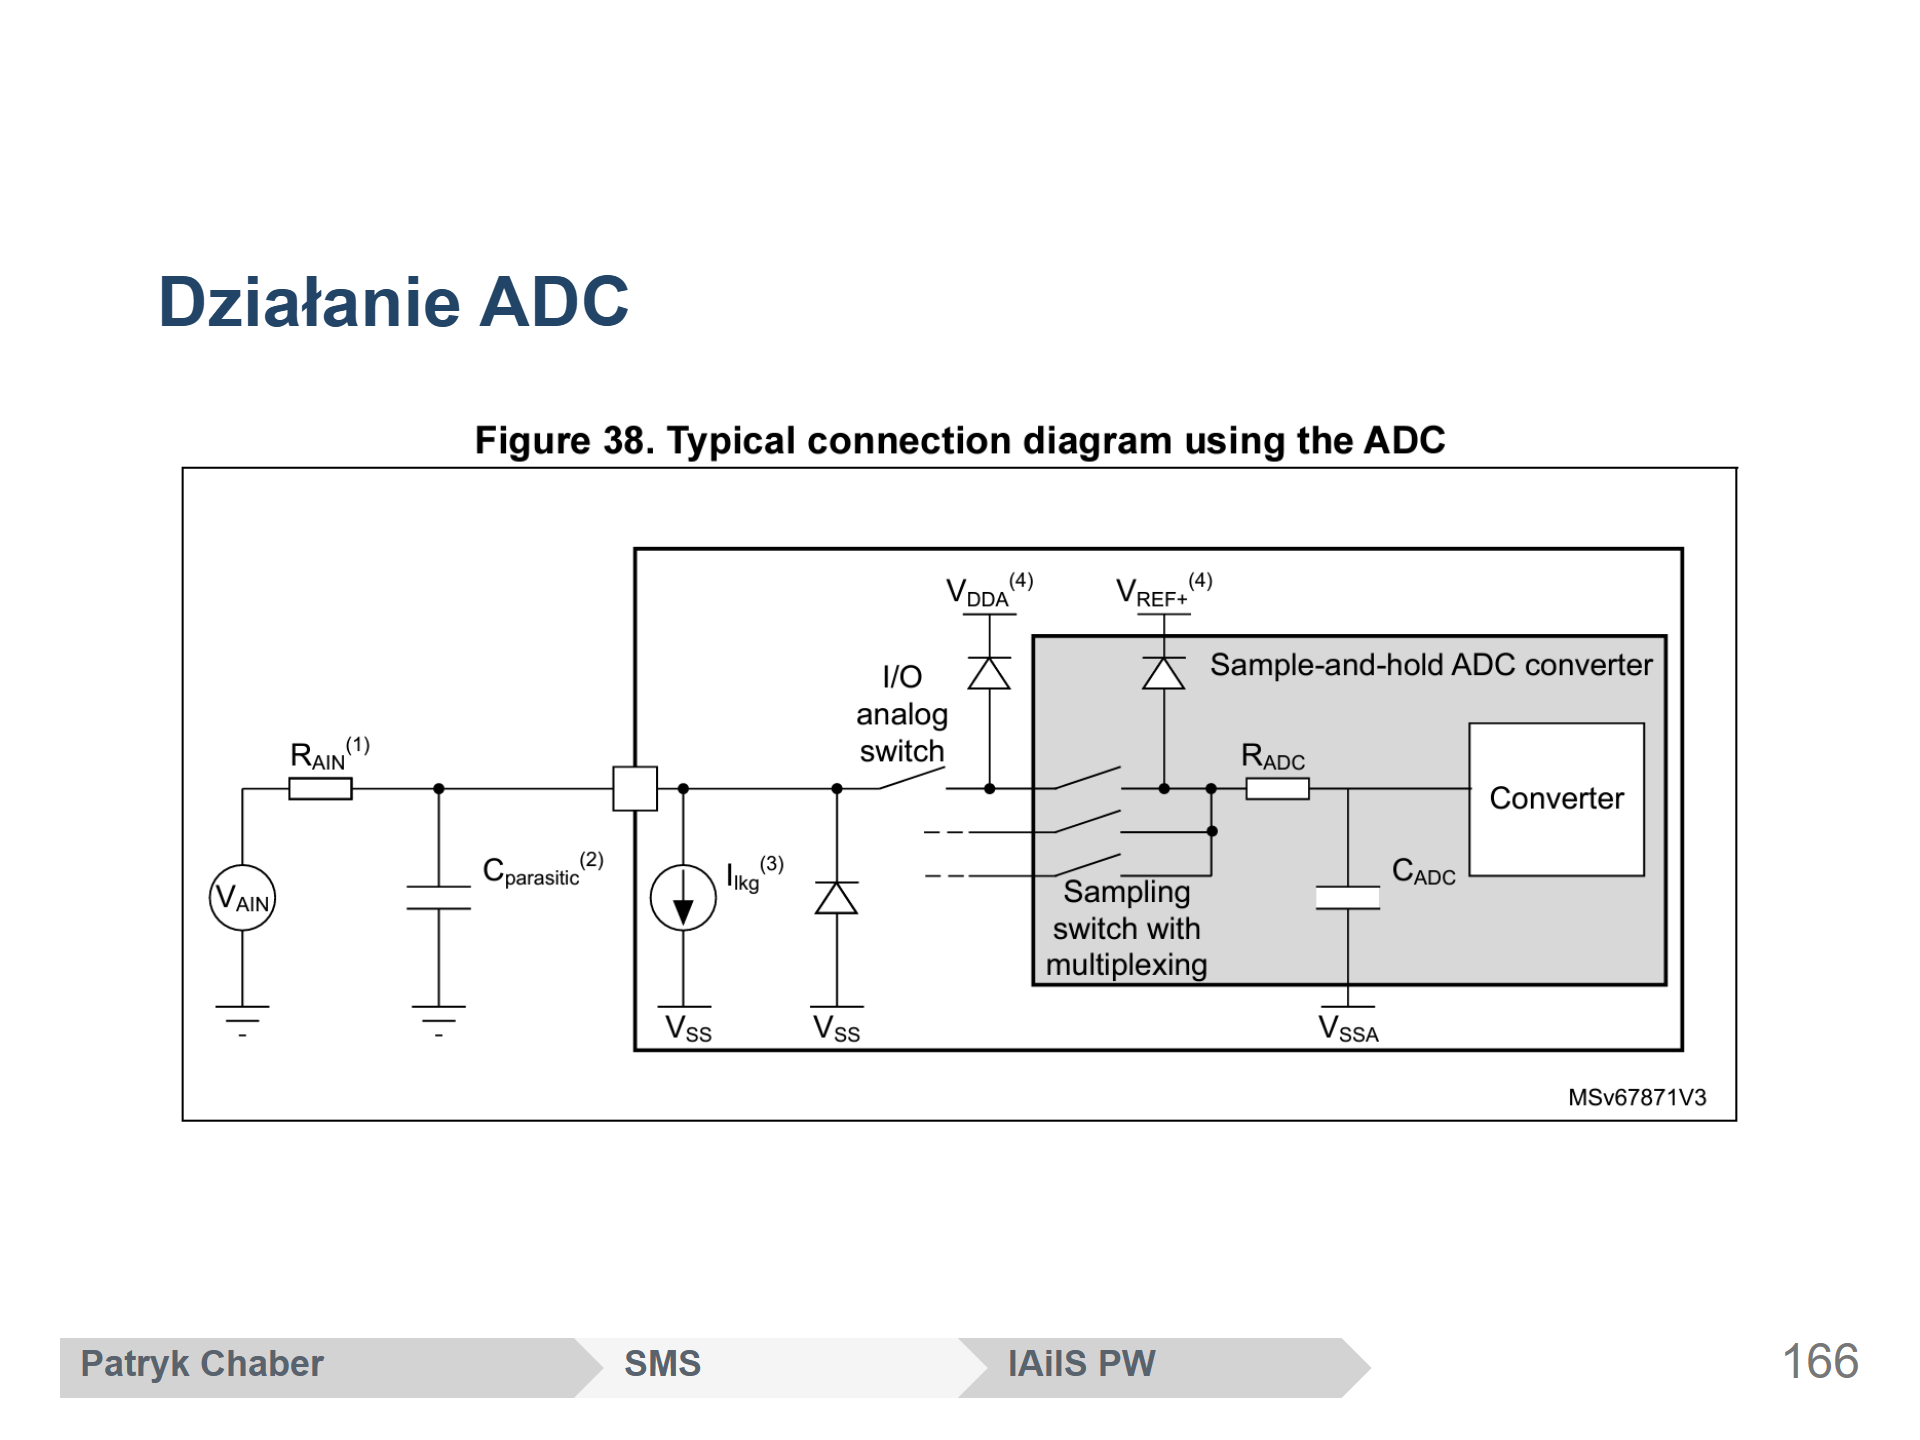 Działanie ADC
Figure 38. Typical connection diagram using the ADC
VDDA(4)
VREF+(4)
Sample-and-hold ADC converter
I/O
analog
switch
RAIN(1)
RADC
Converter
Cparasitic(2)
Ilkg(3)
CADC
VAIN
Sampling
switch with
multiplexing
VSS
VSS
VSSA
MSv67871V3
Patryk Chaber
SMS
IAiIS PW
166